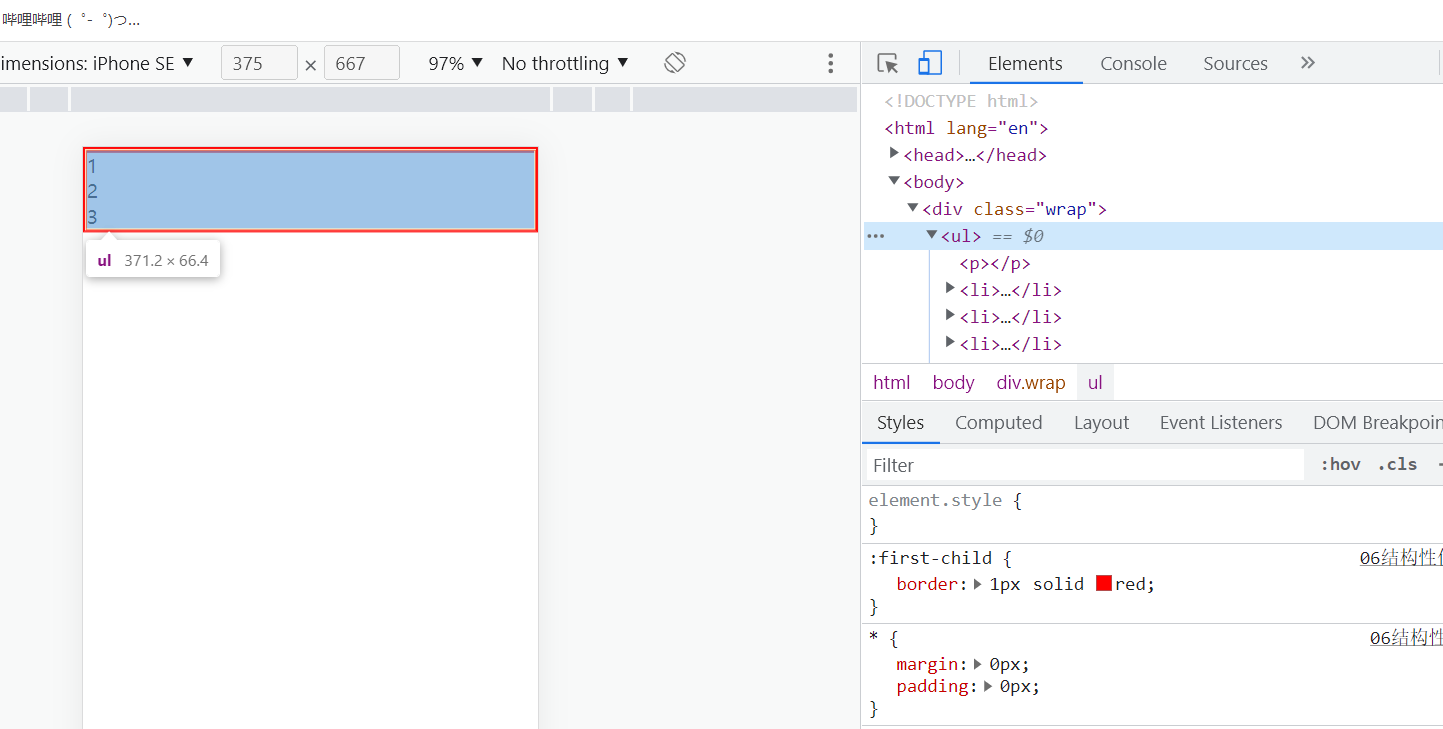 哔哩哔哩 (゜-゜)つ...
imensions: iPhone SE ▼ 375 × 667 97% ▼ No throttling ▼
1
2
3
ul 371.2 × 66.4
Elements Console Sources »
<!DOCTYPE html>
<html lang="en">
▶<head>…</head>
▼<body>
▼<div class="wrap">
••• ▼<ul> == $0
<p></p>
▶<li>…</li>
▶<li>…</li>
▶<li>…</li>
html body div.wrap ul
Styles Computed Layout Event Listeners DOM Breakpoin
Filter :hov .cls
element.style {
}
:first-child { 06结构性
border: ▶ 1px solid red;
}
* { 06结构性
margin: ▶ 0px;
padding: ▶ 0px;
}